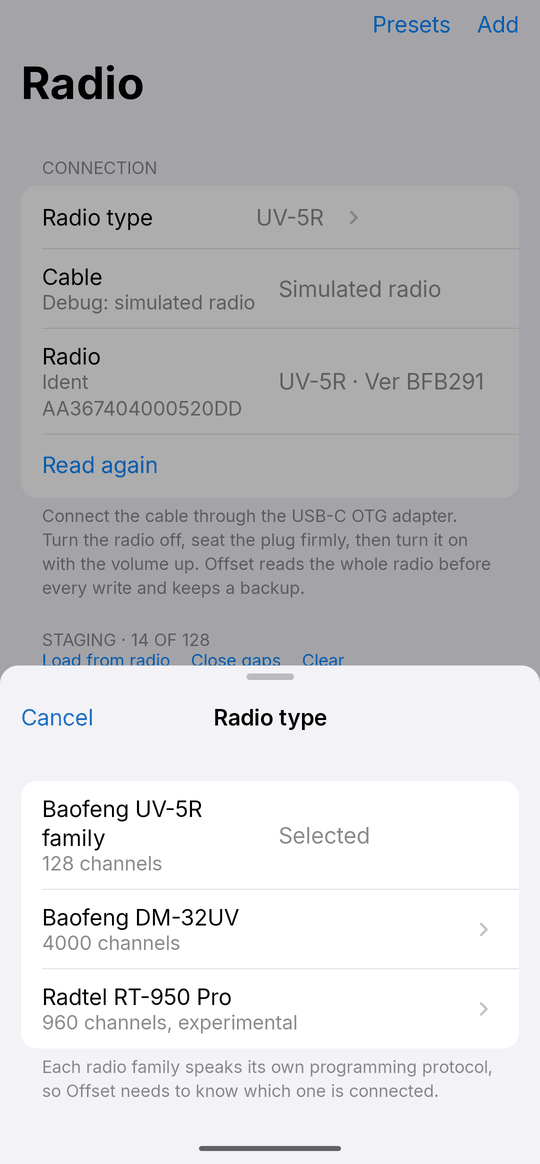 Presets Add
Radio
CONNECTION
Radio type UV-5R
Cable
Debug: simulated radio
Simulated radio
Radio
Ident
AA367404000520DD
UV-5R · Ver BFB291
Read again
Connect the cable through the USB-C OTG adapter.
Turn the radio off, seat the plug firmly, then turn it on
with the volume up. Offset reads the whole radio before
every write and keeps a backup.
STAGING · 14 OF 128
Load from radio Close gaps Clear
Cancel Radio type
Baofeng UV-5R
family
128 channels
Selected
Baofeng DM-32UV
4000 channels
Radtel RT-950 Pro
960 channels, experimental
Each radio family speaks its own programming protocol,
so Offset needs to know which one is connected.